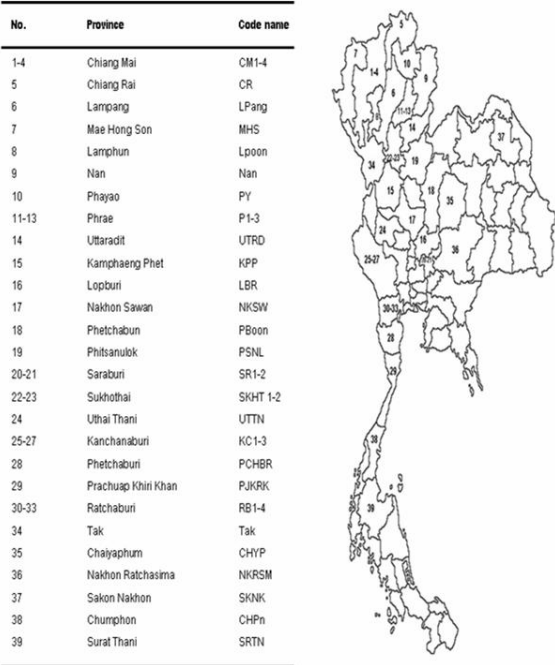 No. Province Code name
1-4 Chiang Mai CM1-4
5 Chiang Rai CR
6 Lampang LPang
7 Mae Hong Son MHS
8 Lamphun Lpoon
9 Nan Nan
10 Phayao PY
11-13 Phrae P1-3
14 Uttaradit UTRD
15 Kamphaeng Phet KPP
16 Lopburi LBR
17 Nakhon Sawan NKSW
18 Phetchabun PBoon
19 Phitsanulok PSNL
20-21 Saraburi SR1-2
22-23 Sukhothai SKHT 1-2
24 Uthai Thani UTTN
25-27 Kanchanaburi KC1-3
28 Phetchaburi PCHBR
29 Prachuap Khiri Khan PJKRK
30-33 Ratchaburi RB1-4
34 Tak Tak
35 Chaiyaphum CHYP
36 Nakhon Ratchasima NKRSM
37 Sakon Nakhon SKNK
38 Chumphon CHPn
39 Surat Thani SRTN
5
7
10
1-4
9
6
11-13
8
14
37
22-23
19
34
15
18
35
17
24
16
36
25-27
30-33
28
29
38
39